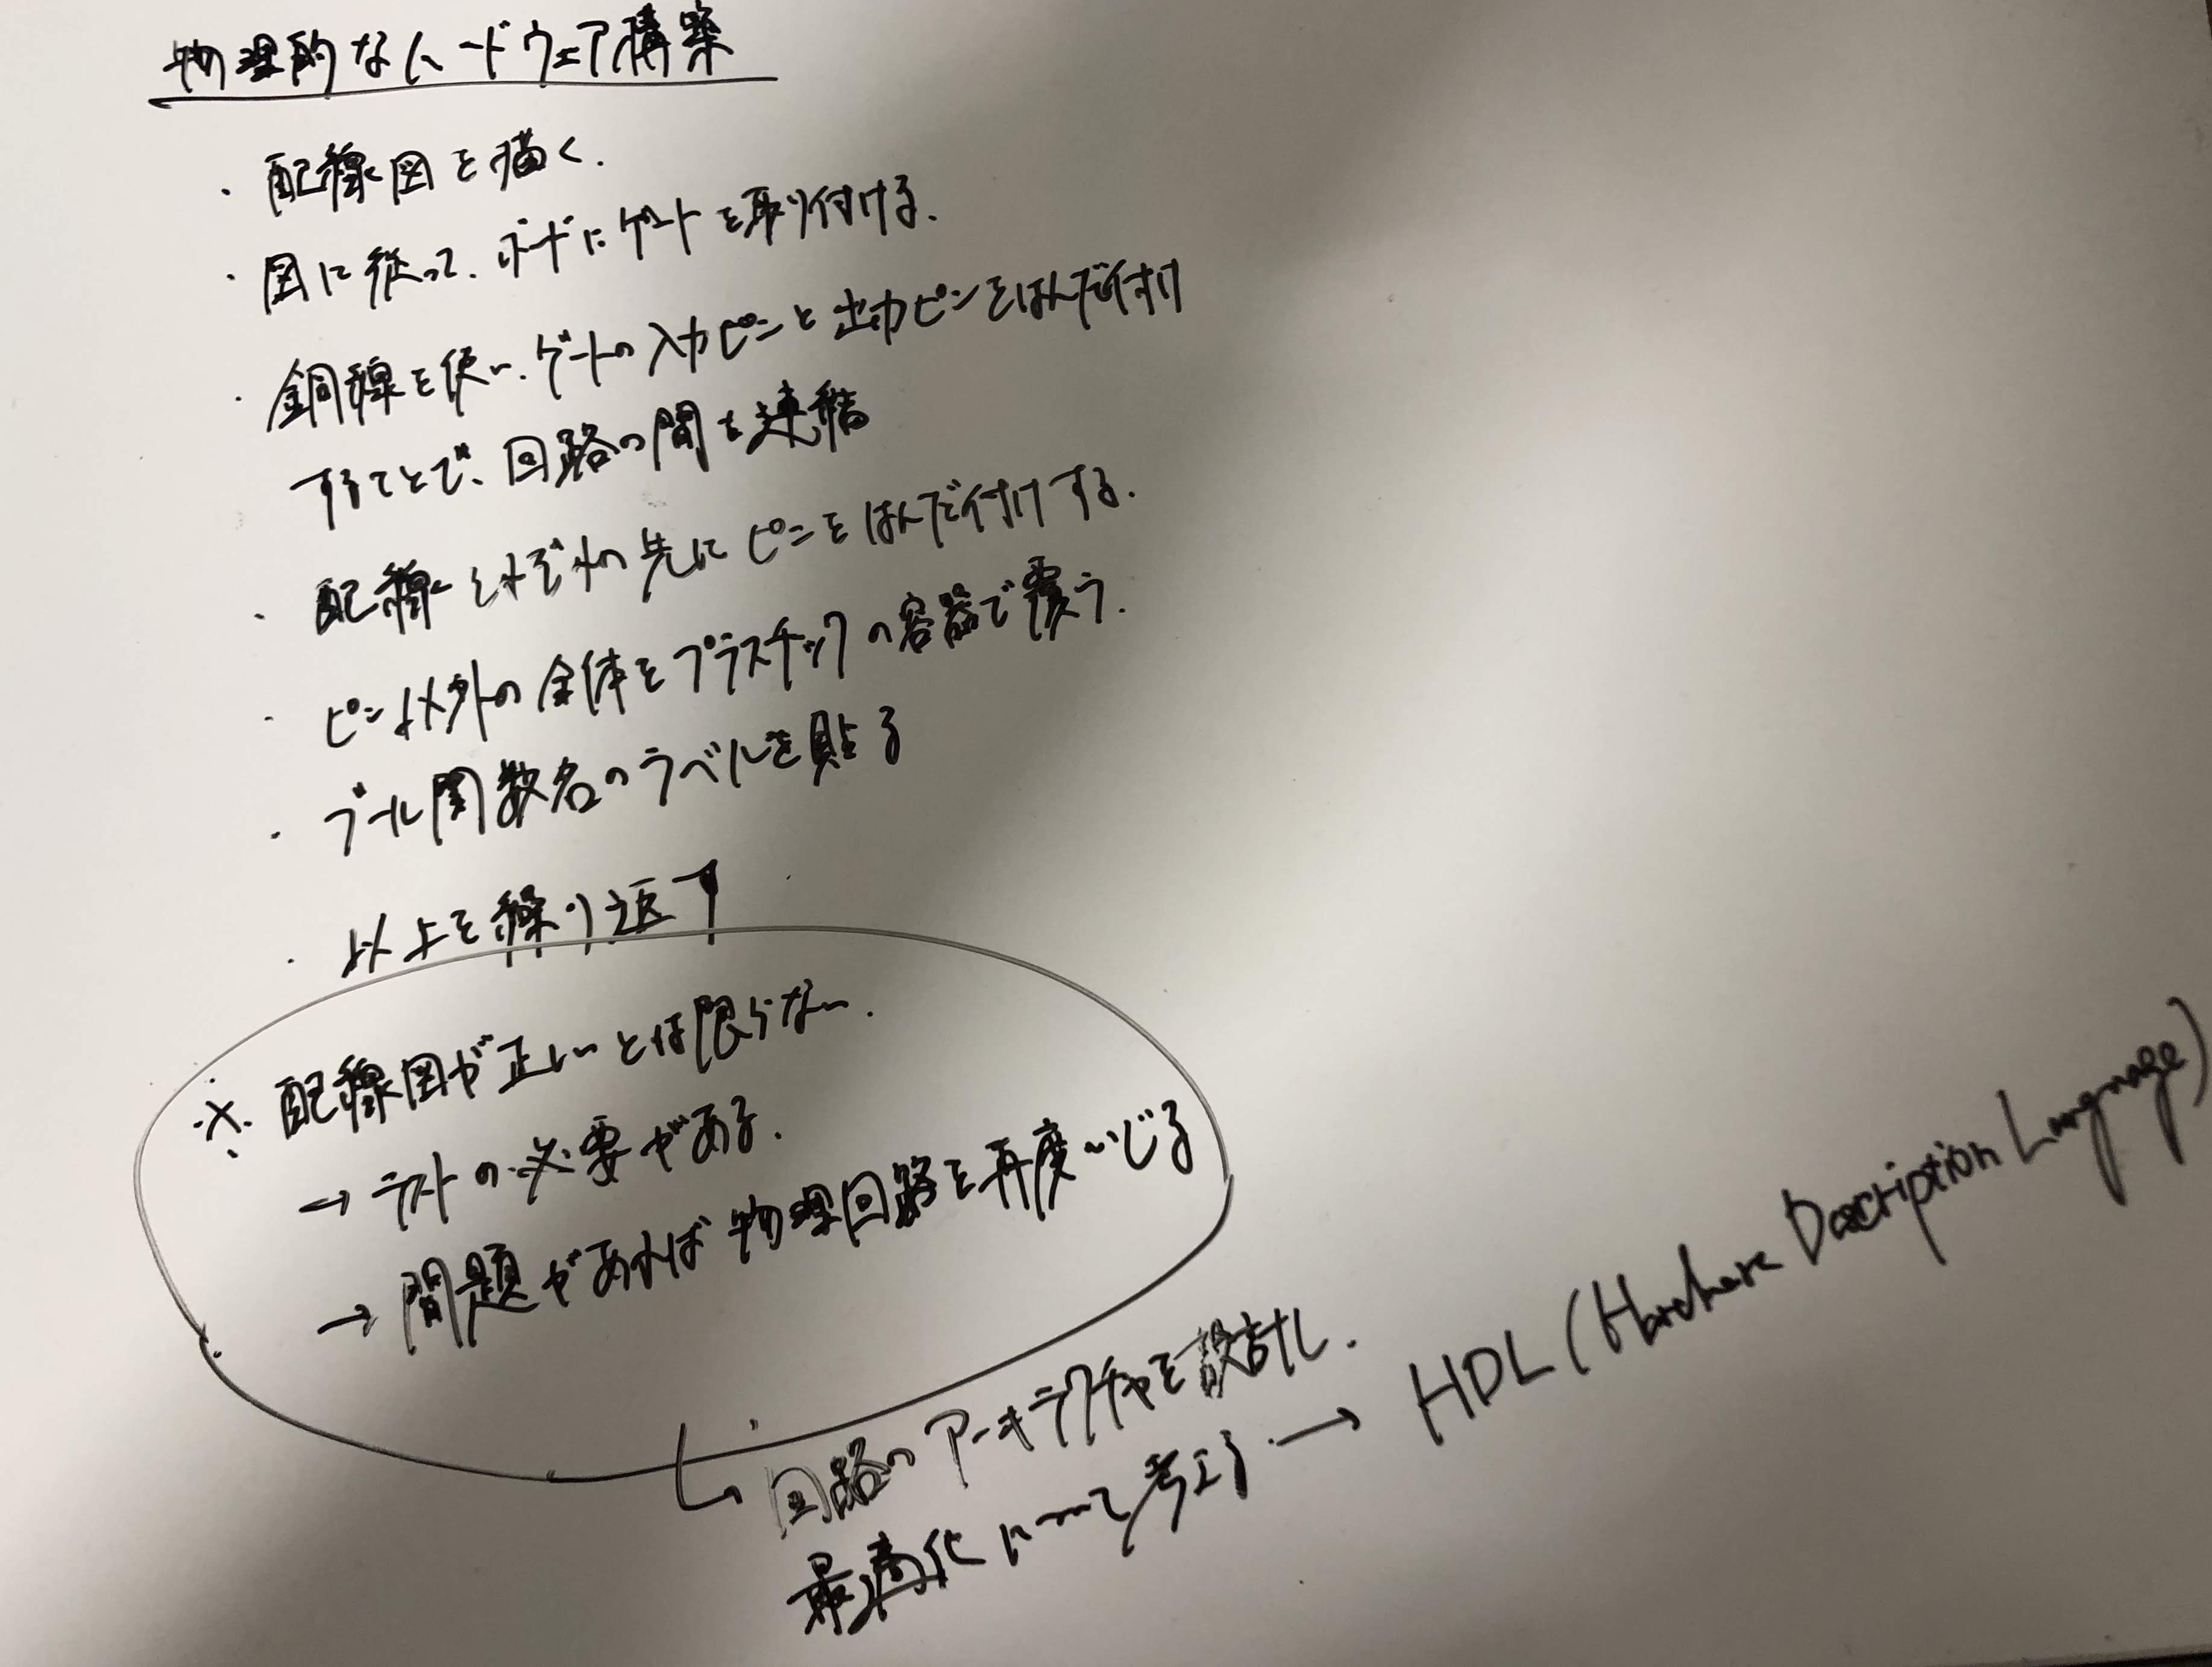 物理的なハードウェア構築
・配線図を描く.
・図に従って、ボードにゲートを取り付ける.
・銅線を使い、ゲートの入力ピンと出力ピンをはんだ付け
することで、回路の間を連結
・配線それぞれの先にピンをはんだ付けする.
・ピン以外の全体をプラスチックの容器で覆う.
・ブール関数名のラベルを貼る
・以上を繰り返す
※配線図が正しいとは限らない.
→テストの必要がある.
→問題があれば物理回路を再度いじる
回路のアーキテクチャを設計し.
最適化について考える. → HDL (Hardware Description Language)